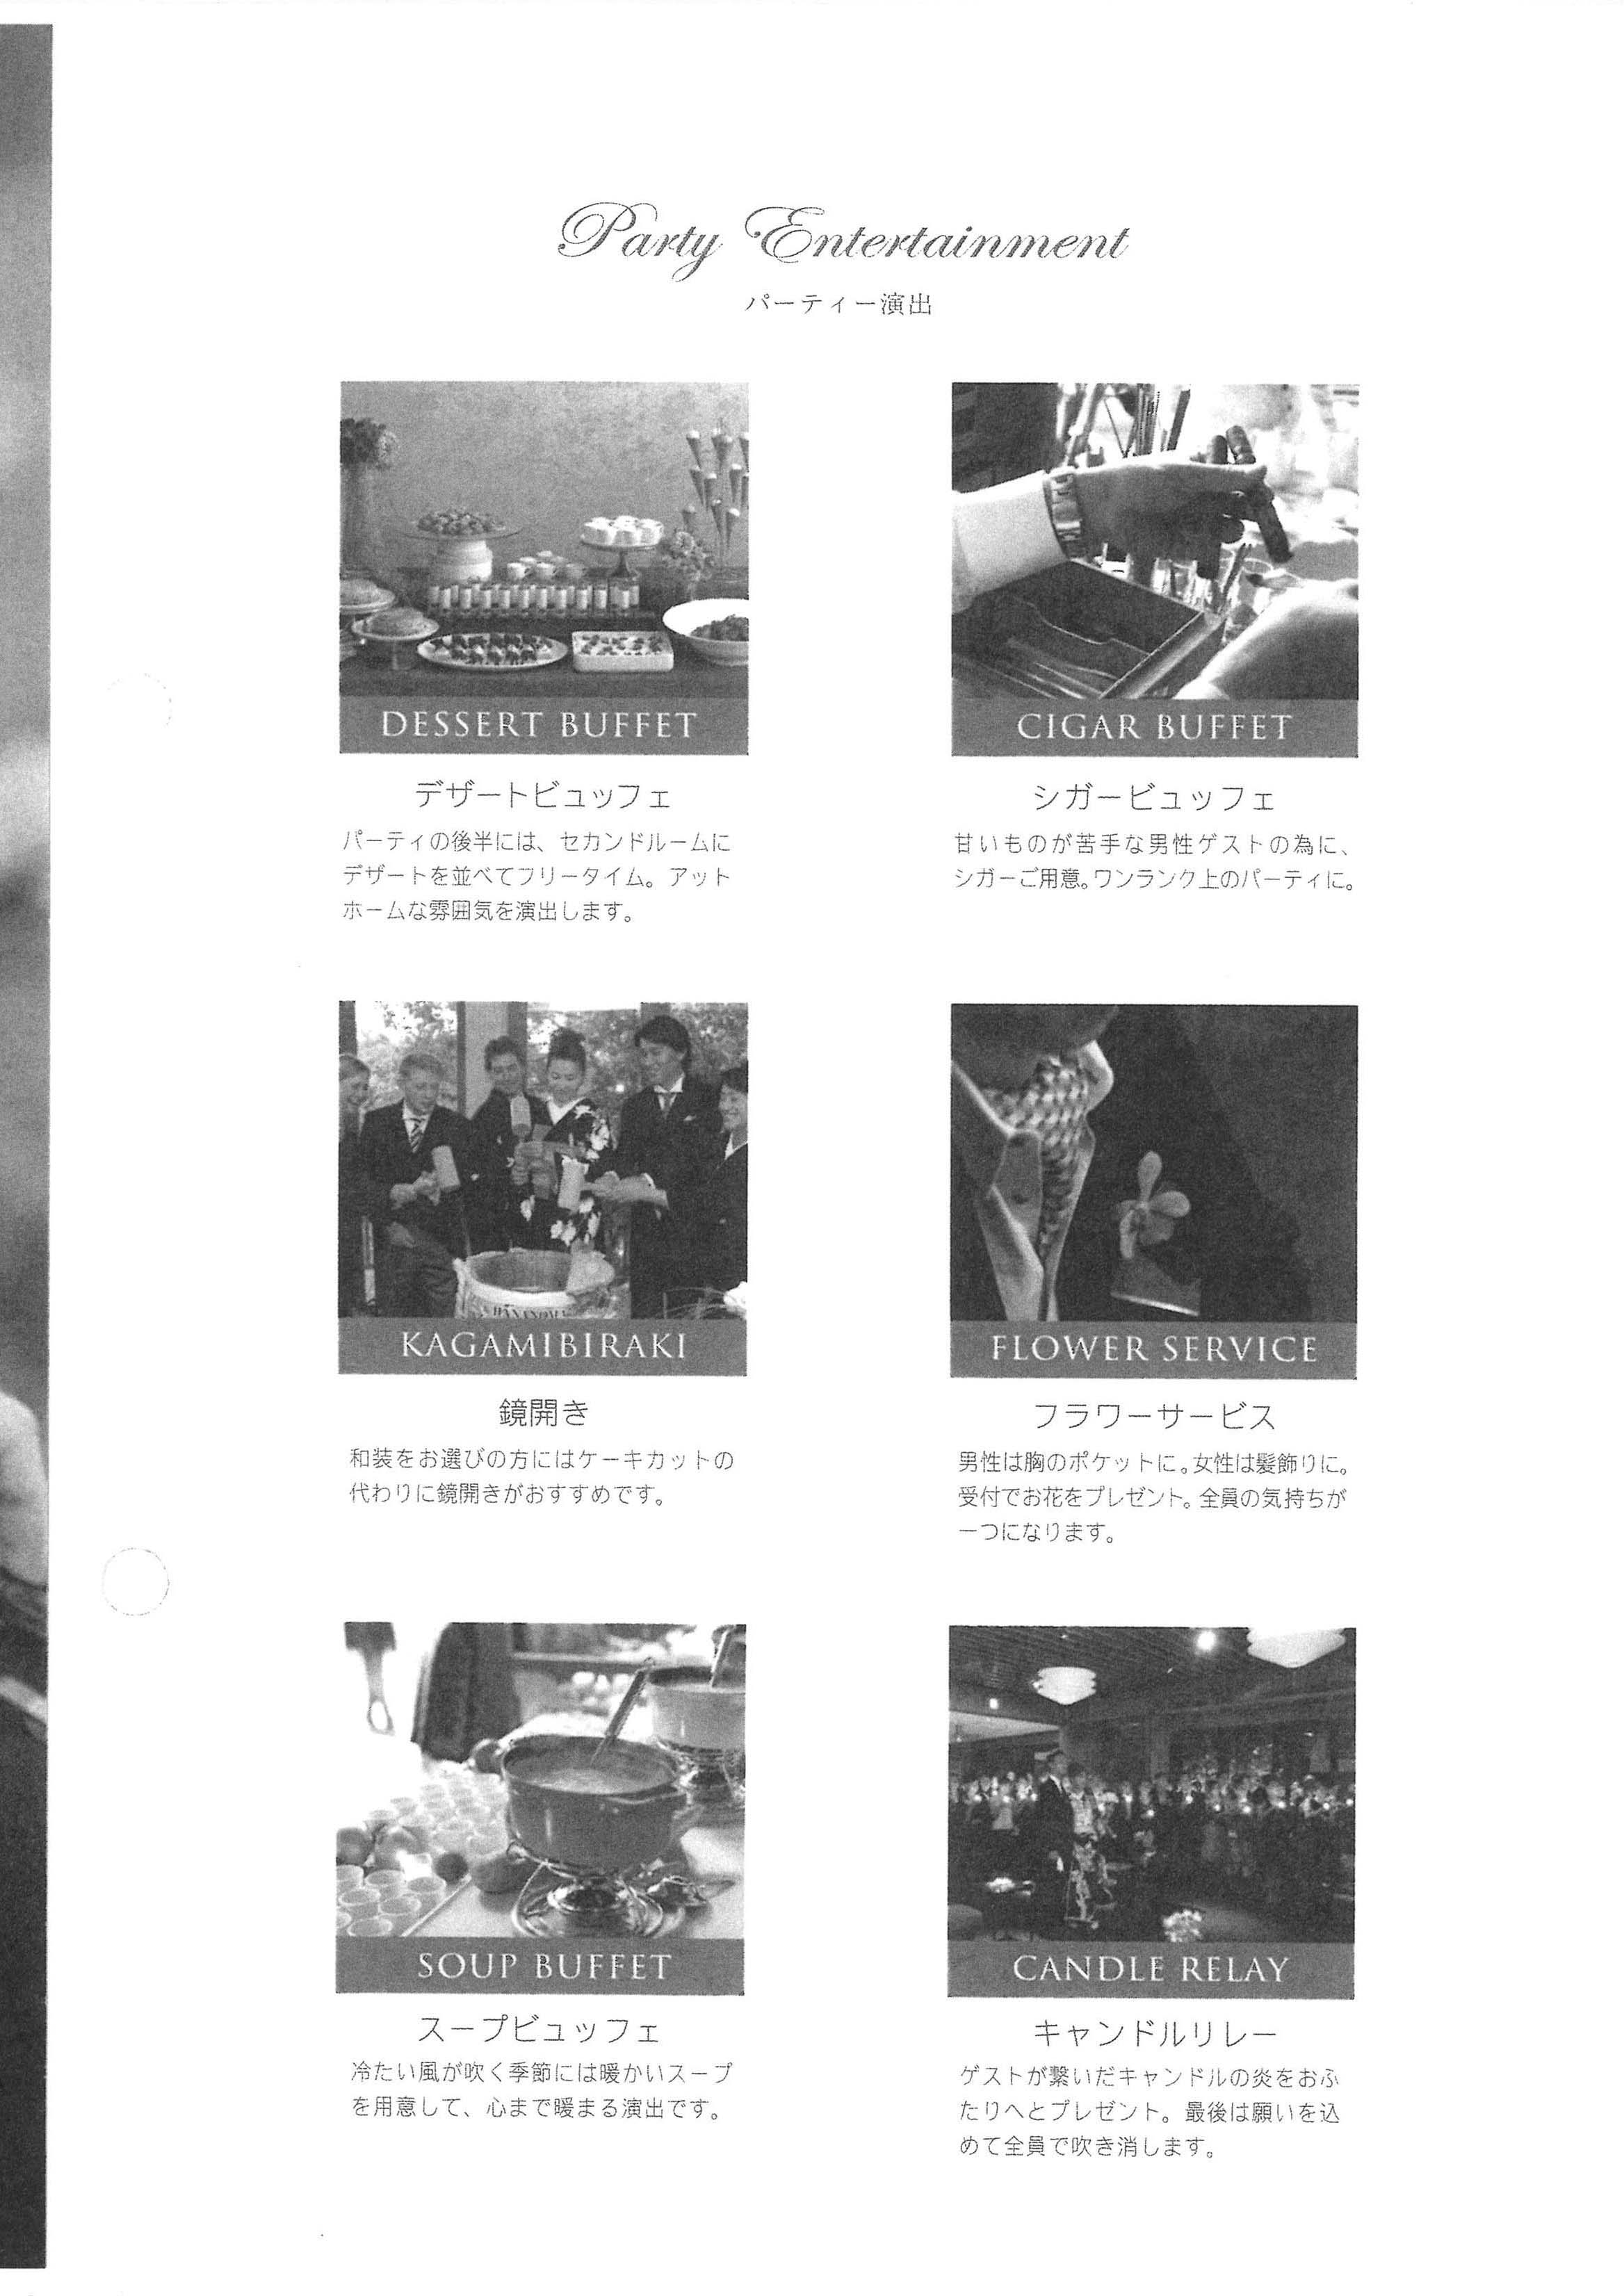 Party Entertainment
パーティー演出
DESSERT BUFFET
デザートビュッフェ
パーティの後半には、セカンドルームに
デザートを並べてフリータイム。アット
ホームな雰囲気を演出します。
CIGAR BUFFET
シガービュッフェ
甘いものが苦手な男性ゲストの為に、
シガーご用意。ワンランク上のパーティに。
KAGAMIBIRAKI
鏡開き
和装をお選びの方にはケーキカットの
代わりに鏡開きがおすすめです。
FLOWER SERVICE
フラワーサービス
男性は胸のポケットに。女性は髪飾りに。
受付でお花をプレゼント。全員の気持ちが
一つになります。
SOUP BUFFET
スープビュッフェ
冷たい風が吹く季節には暖かいスープ
を用意して、心まで暖まる演出です。
CANDLE RELAY
キャンドルリレー
ゲストが繋いだキャンドルの炎をおふ
たりへとプレゼント。最後は願いを込
めて全員で吹き消します。